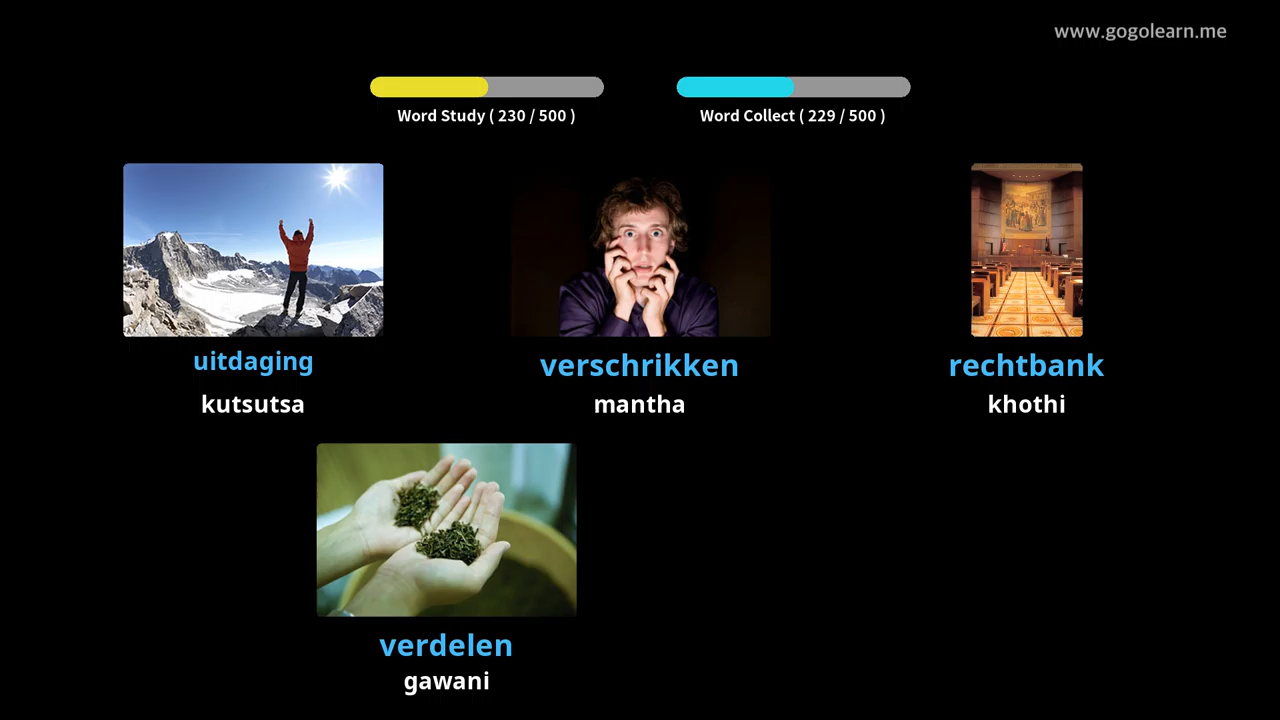 www.gogolearn.me
Word Study ( 230 / 500 )
Word Collect ( 229 / 500 )
uitdaging
kutsutsa
verschrikken
mantha
rechtbank
khothi
verdelen
gawani